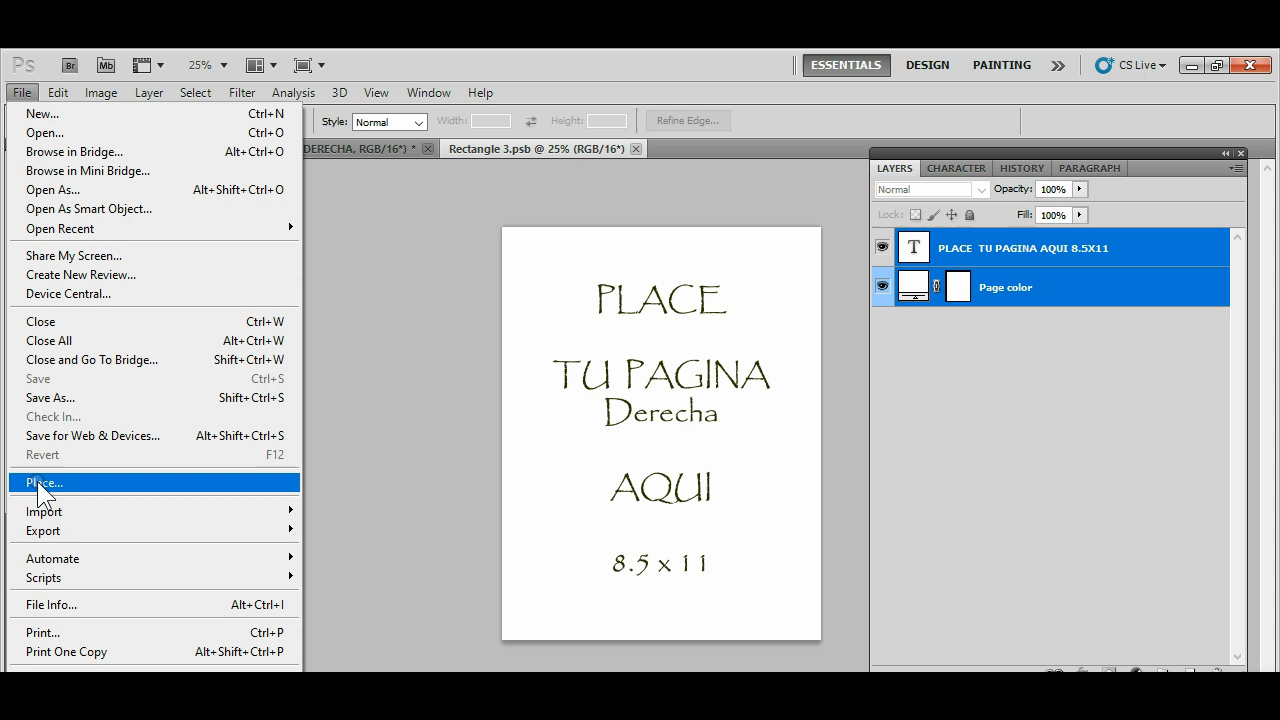 Ps Br Mb 25% ESSENTIALS DESIGN PAINTING CS Live
File Edit Image Layer Select Filter Analysis 3D View Window Help
Style: Normal Width: Height: Refine Edge...
DERECHA, RGB/16*) * Rectangle 3.psb @ 25% (RGB/16*)
New... Ctrl+N
Open... Ctrl+O
Browse in Bridge... Alt+Ctrl+O
Browse in Mini Bridge...
Open As... Alt+Shift+Ctrl+O
Open As Smart Object...
Open Recent
Share My Screen...
Create New Review...
Device Central...
Close Ctrl+W
Close All Alt+Ctrl+W
Close and Go To Bridge... Shift+Ctrl+W
Save Ctrl+S
Save As... Shift+Ctrl+S
Check In...
Save for Web & Devices... Alt+Shift+Ctrl+S
Revert F12
Place...
Import
Export
Automate
Scripts
File Info... Alt+Ctrl+I
Print... Ctrl+P
Print One Copy Alt+Shift+Ctrl+P
PLACE
TU PAGINA
Derecha
AQUI
8.5 x 11
LAYERS CHARACTER HISTORY PARAGRAPH
Normal Opacity: 100%
Lock: Fill: 100%
T PLACE TU PAGINA AQUI 8.5X11
Page color